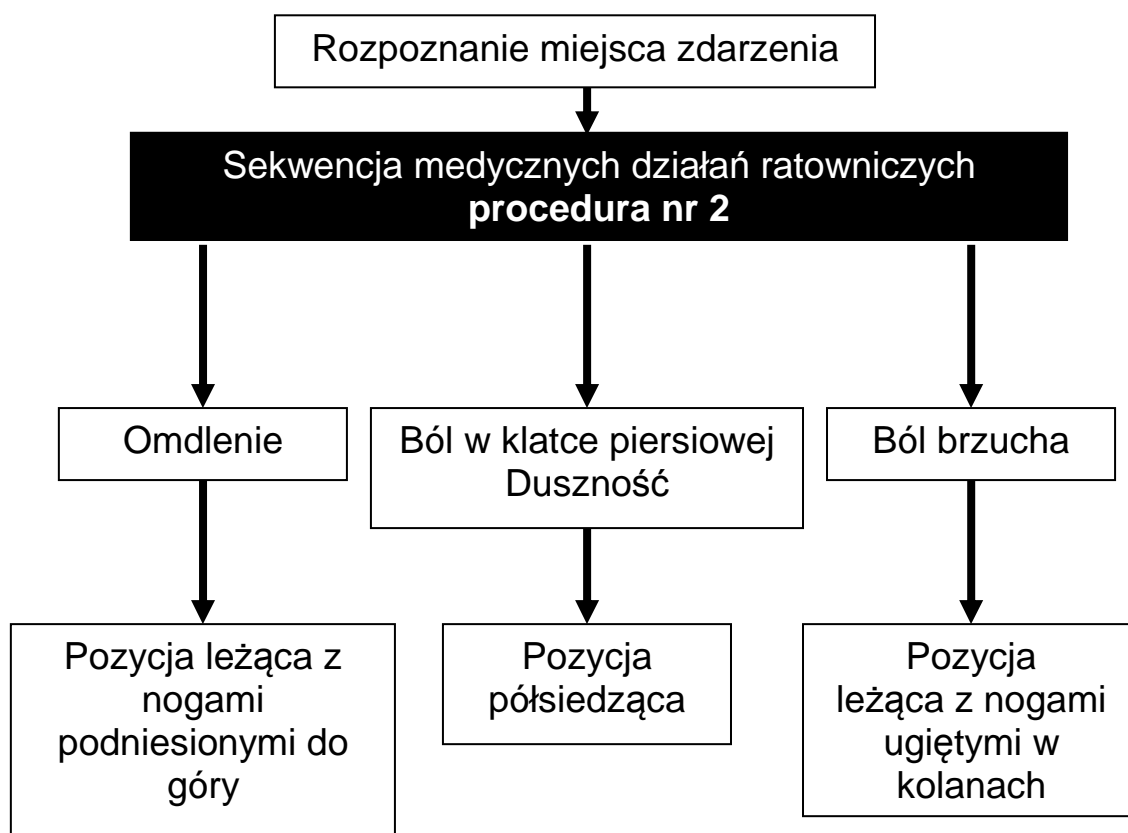 Rozpoznanie miejsca zdarzenia
Sekwencja medycznych działań ratowniczych
procedura nr 2
Omdlenie
Ból w klatce piersiowej
Duszność
Ból brzucha
Pozycja leżąca z
nogami
podniesionymi do
góry
Pozycja
półsiedząca
Pozycja
leżąca z nogami
ugiętymi w
kolanach